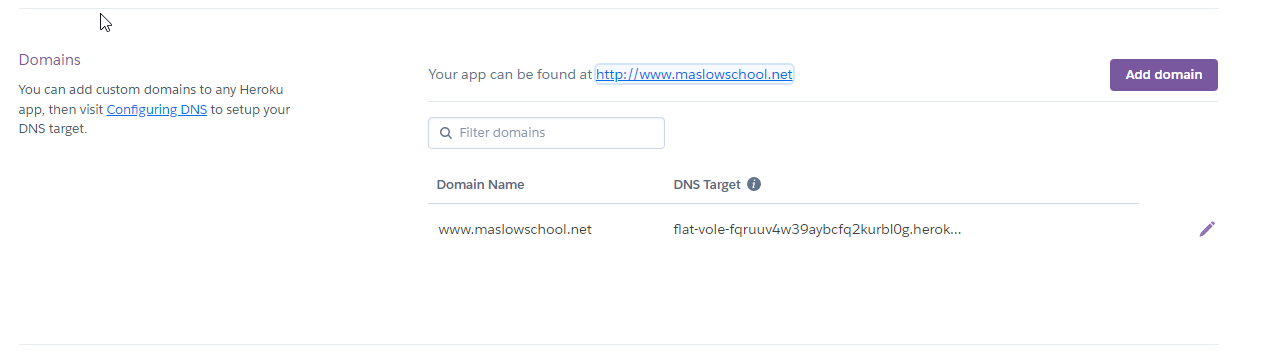 Domains
You can add custom domains to any Heroku
app, then visit Configuring DNS to setup your
DNS target.
Your app can be found at http://www.maslowschool.net
Add domain
Filter domains
Domain Name DNS Target i
www.maslowschool.net flat-vole-fqruuv4w39aybcfq2kurbl0g.herok...